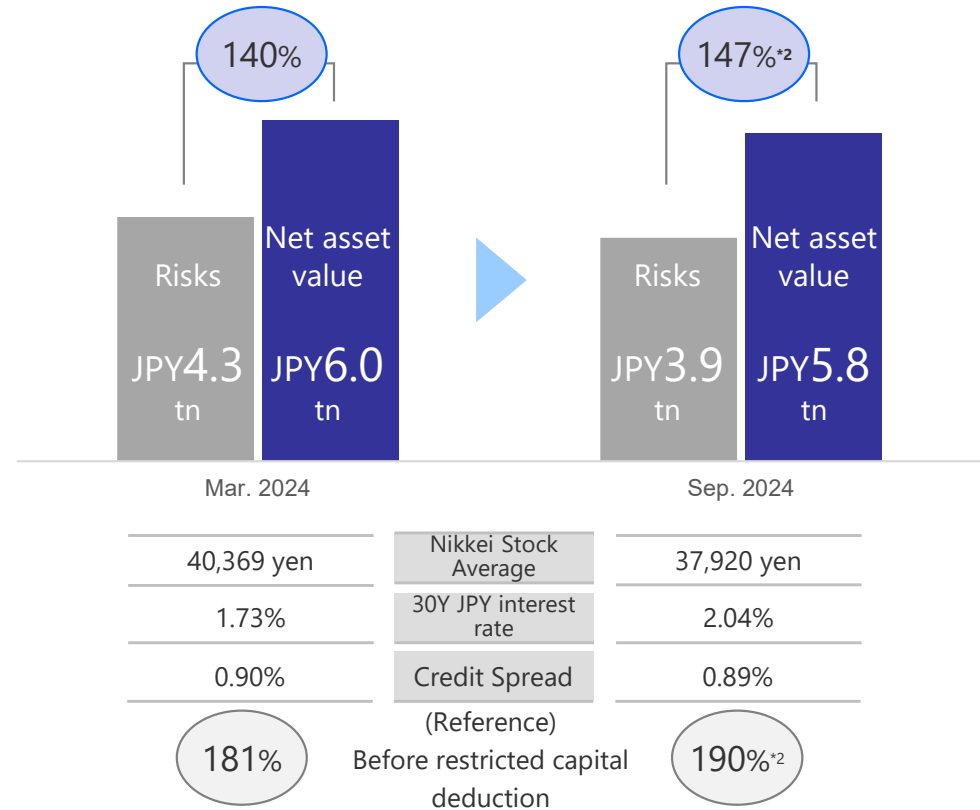 140%
147%*2
Risks
JPY4.3
tn
Net asset
value
JPY6.0
tn
Risks
JPY3.9
tn
Net asset
value
JPY5.8
tn
Mar. 2024
Sep. 2024
40,369 yen
Nikkei Stock
Average
37,920 yen
1.73%
30Y JPY interest
rate
2.04%
0.90%
Credit Spread
0.89%
181%
(Reference)
Before restricted capital
deduction
190%*2